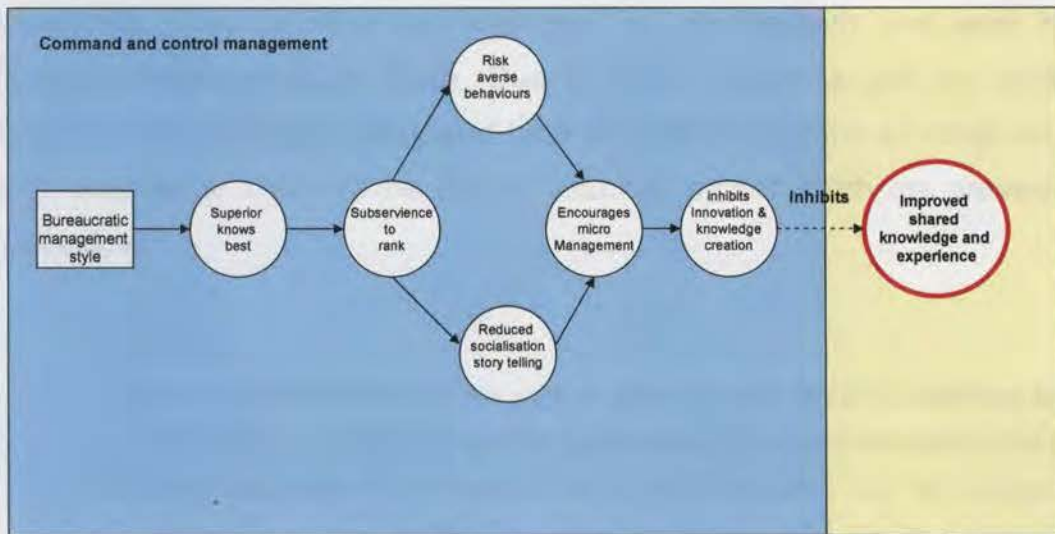 Command and control management
Risk
averse
behaviours
Bureaucratic
management
style
Superior
knows
best
Subservience
to
rank
Encourages
micro
Management
inhibits
Innovation &
knowledge
creation
Inhibits
Improved
shared
knowledge and
experience
Reduced
socialisation
story telling